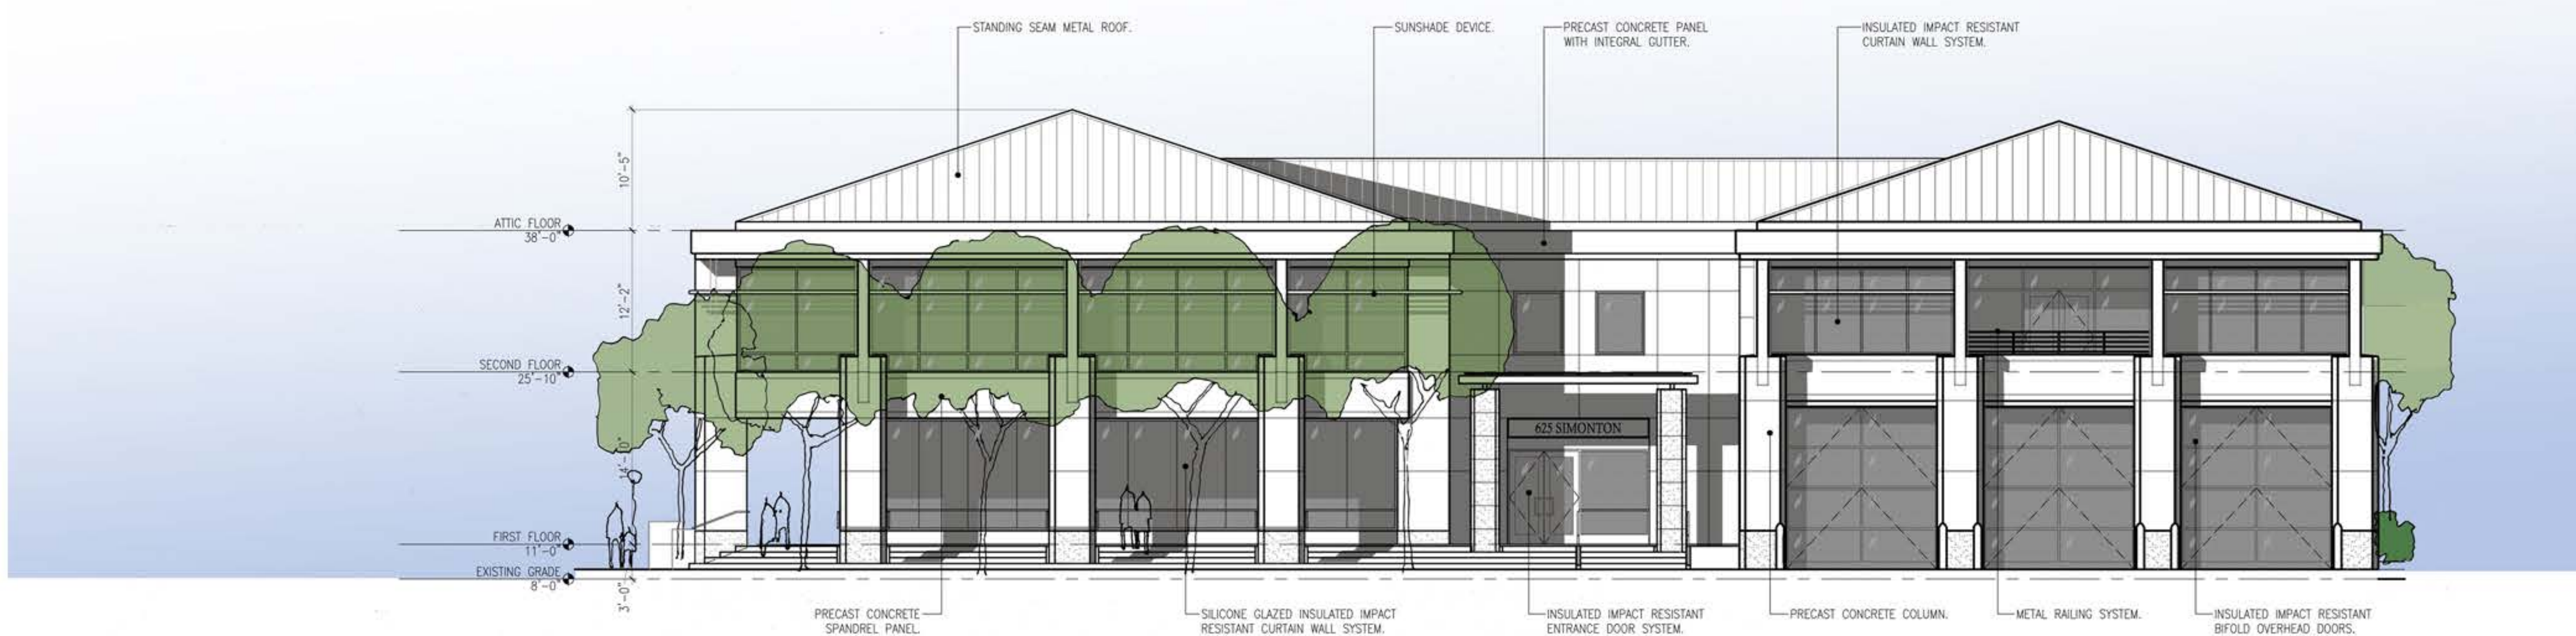 STANDING SEAM METAL ROOF.
SUNSHADE DEVICE.
PRECAST CONCRETE PANEL
WITH INTEGRAL GUTTER.
INSULATED IMPACT RESISTANT
CURTAIN WALL SYSTEM.
10'-5"
ATTIC FLOOR
38'-0"
12'-2"
SECOND FLOOR
25'-10"
14'-0"
625 SIMONTON
FIRST FLOOR
11'-0"
EXISTING GRADE
8'-0"
3'-0"
PRECAST CONCRETE
SPANDREL PANEL.
SILICONE GLAZED INSULATED IMPACT
RESISTANT CURTAIN WALL SYSTEM.
INSULATED IMPACT RESISTANT
ENTRANCE DOOR SYSTEM.
PRECAST CONCRETE COLUMN.
METAL RAILING SYSTEM.
INSULATED IMPACT RESISTANT
BIFOLD OVERHEAD DOORS.